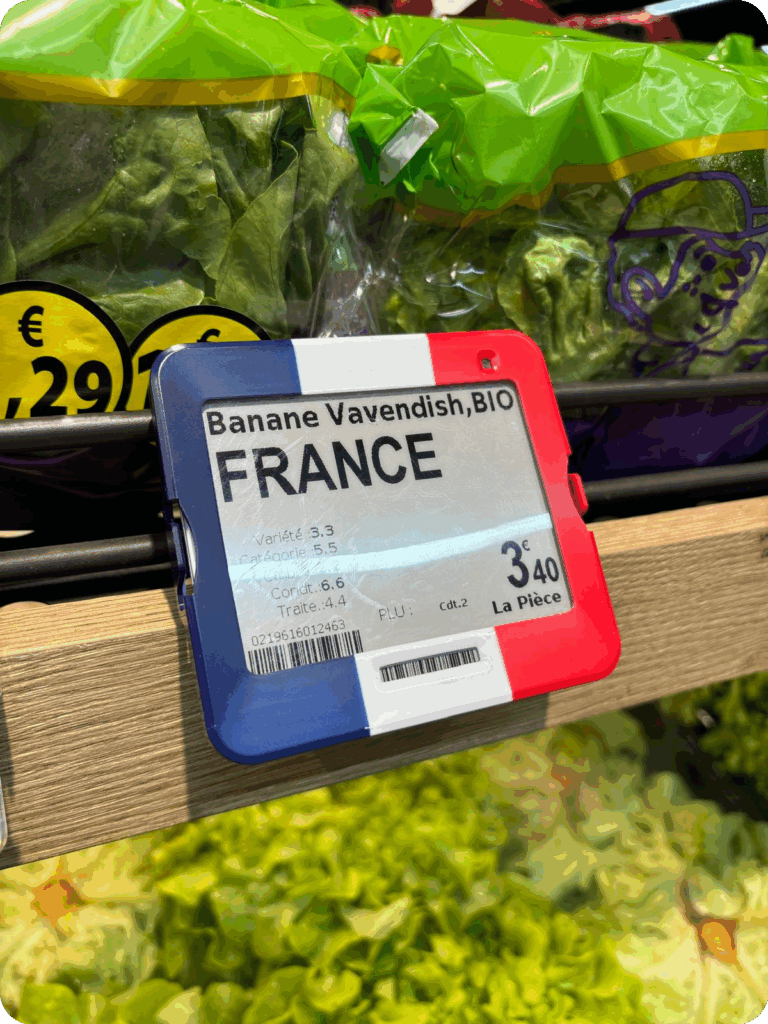 €
,29
€
Banane Vavendish,BIO
FRANCE
Variété :3.3
Catégorie :5.5
Condt.:6.6
Traite.:4.4
PLU :
Cdt.2
3€40
La Pièce
0219616012463